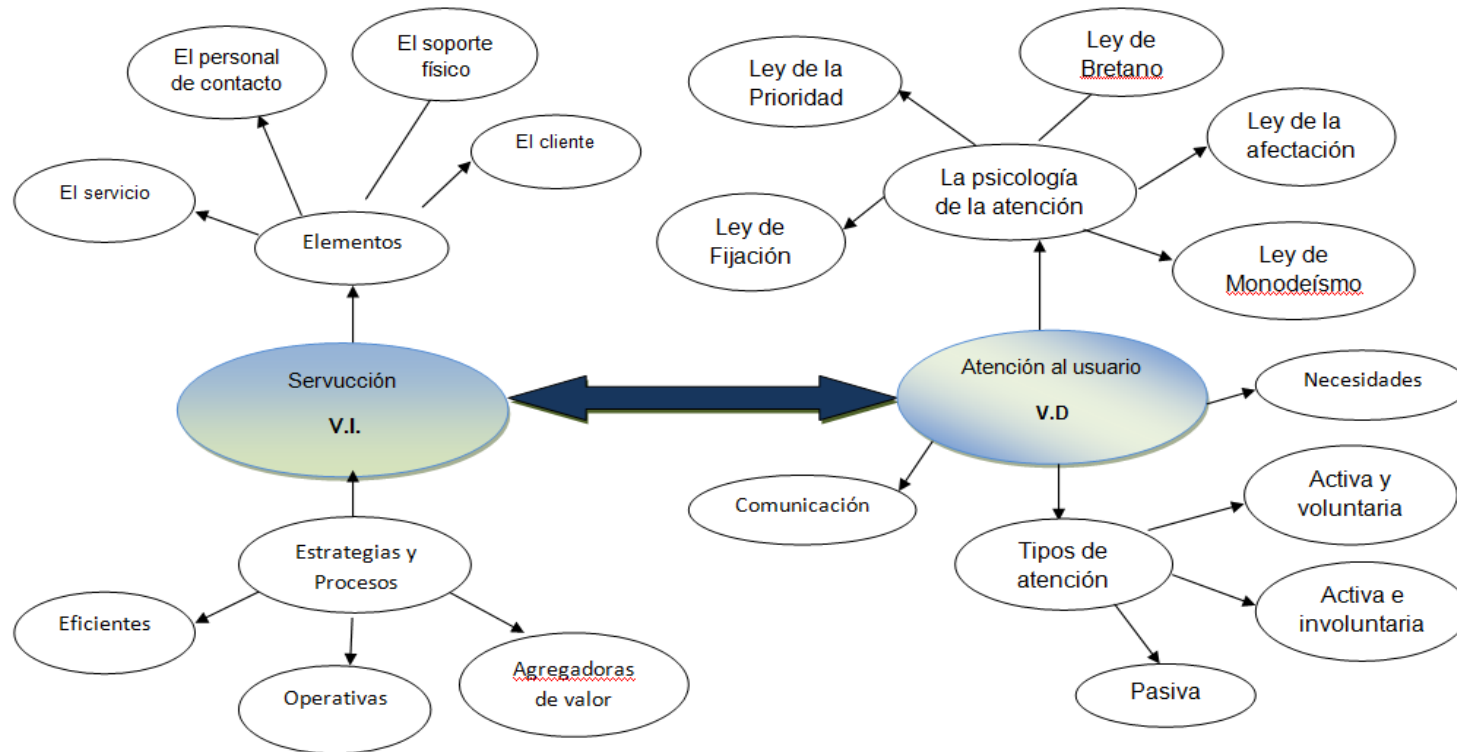 El personal
de contacto
El soporte
físico
El cliente
El servicio
Elementos
Servucción
V.I.
Estrategias y
Procesos
Eficientes
Operativas
Agregadoras
de valor
Ley de la
Prioridad
Ley de
Bretano
Ley de la
afectación
La psicología
de la atención
Ley de
Fijación
Ley de
Monodeísmo
Atención al usuario
V.D
Necesidades
Comunicación
Activa y
voluntaria
Tipos de
atención
Activa e
involuntaria
Pasiva